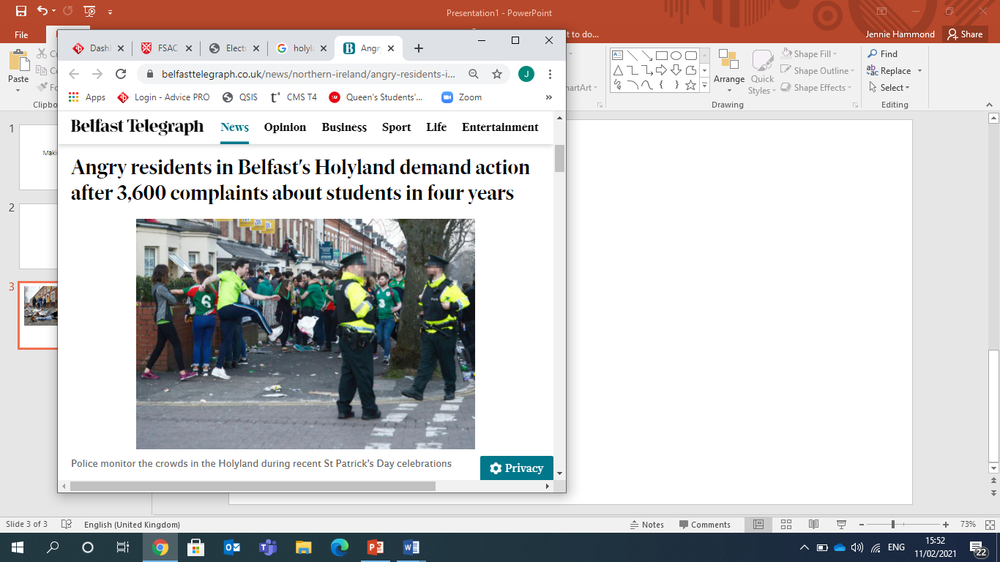 Presentation1 - PowerPoint
File
t to do...
Jennie Hammond
Share
Paste
Cu
Co
Fo
Clipbo
martArt
Arrange
Quick
Styles
Shape Fill
Shape Outline
Shape Effects
Drawing
Find
Replace
Select
Editing
Dash
FSAC
Electr
holyl
Angr
belfasttelegraph.co.uk/news/northern-ireland/angry-residents-i...
J
Apps
Login - Advice PRO
QSIS
CMS T4
Queen's Students'...
Zoom
»
Belfast Telegraph
News
Opinion
Business
Sport
Life
Entertainment
Angry residents in Belfast's Holyland demand action
after 3,600 complaints about students in four years
6
3
Police monitor the crowds in the Holyland during recent St Patrick's Day celebrations
Privacy
1
Maki
2
3
Slide 3 of 3
English (United Kingdom)
Notes
Comments
73%
ENG
15:52
11/02/2021
22